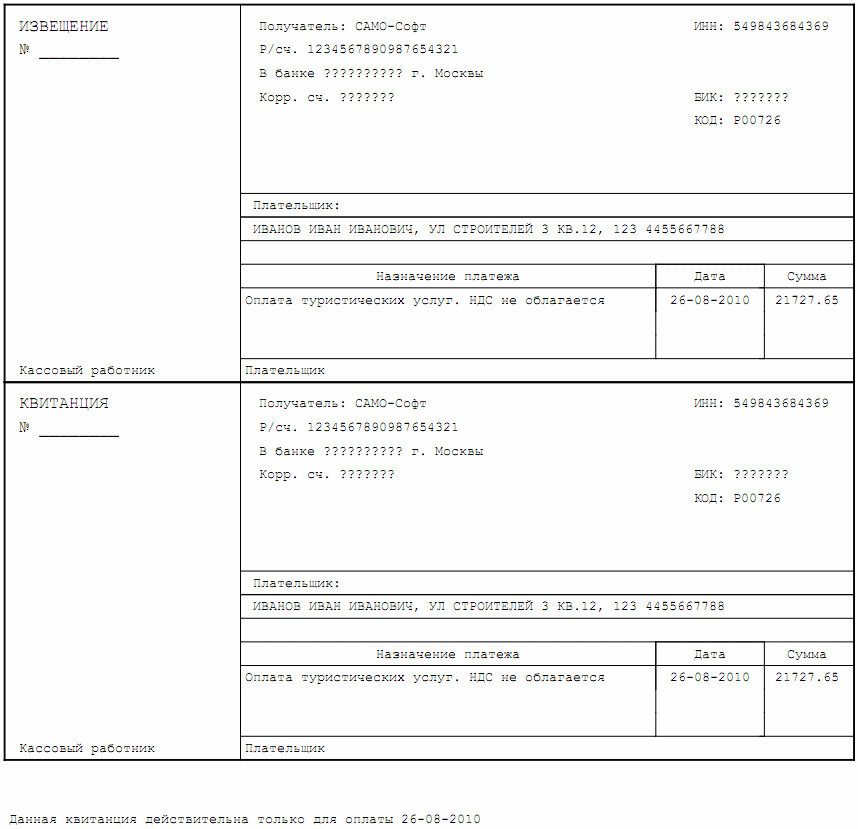 ИЗВЕЩЕНИЕ
№ ________
Получатель: САМО-Софт ИНН: 549843684369
Р/сч. 1234567890987654321
В банке ?????????? г. Москвы
Корр. сч. ??????? БИК: ???????
КОД: P00726
Плательщик:
ИВАНОВ ИВАН ИВАНОВИЧ, УЛ СТРОИТЕЛЕЙ 3 КВ.12, 123 4455667788
Назначение платежа Дата Сумма
Оплата туристических услуг. НДС не облагается 26-08-2010 21727.65
Кассовый работник Плательщик
КВИТАНЦИЯ
№ ________
Получатель: САМО-Софт ИНН: 549843684369
Р/сч. 1234567890987654321
В банке ?????????? г. Москвы
Корр. сч. ??????? БИК: ???????
КОД: P00726
Плательщик:
ИВАНОВ ИВАН ИВАНОВИЧ, УЛ СТРОИТЕЛЕЙ 3 КВ.12, 123 4455667788
Назначение платежа Дата Сумма
Оплата туристических услуг. НДС не облагается 26-08-2010 21727.65
Кассовый работник Плательщик
Данная квитанция действительна только для оплаты 26-08-2010